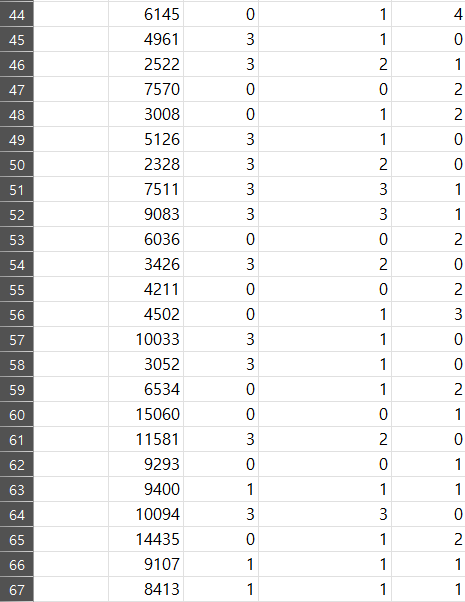 44 6145 0 1 4
45 4961 3 1 0
46 2522 3 2 1
47 7570 0 0 2
48 3008 0 1 2
49 5126 3 1 0
50 2328 3 2 0
51 7511 3 3 1
52 9083 3 3 1
53 6036 0 0 2
54 3426 3 2 0
55 4211 0 0 2
56 4502 0 1 3
57 10033 3 1 0
58 3052 3 1 0
59 6534 0 1 2
60 15060 0 0 1
61 11581 3 2 0
62 9293 0 0 1
63 9400 1 1 1
64 10094 3 3 0
65 14435 0 1 2
66 9107 1 1 1
67 8413 1 1 1